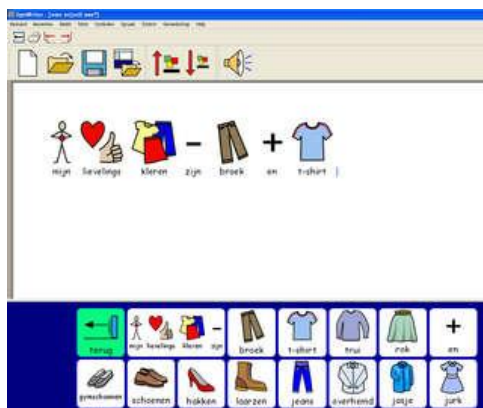 mijn lievelings kleren zijn broek en t-shirt
terug mijn lievelings kleren zijn broek t-shirt trui rok en
gymschoenen schoenen hakken laarzen jeans overhemd jasje jurk